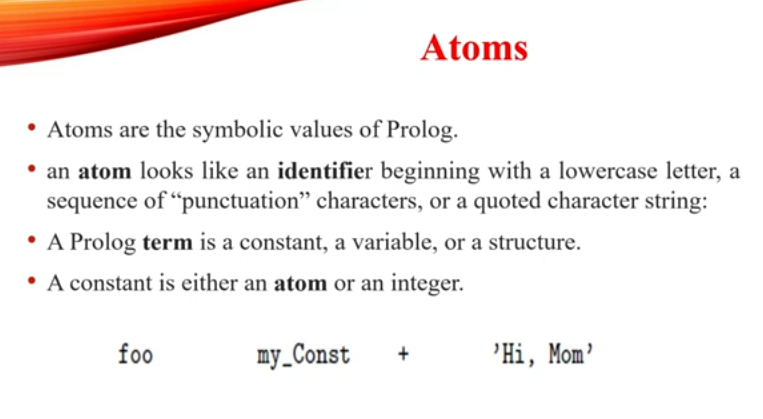 Atoms
• Atoms are the symbolic values of Prolog.
• an atom looks like an identifier beginning with a lowercase letter, a
sequence of “punctuation” characters, or a quoted character string:
• A Prolog term is a constant, a variable, or a structure.
• A constant is either an atom or an integer.
foo my_Const + ’Hi, Mom’